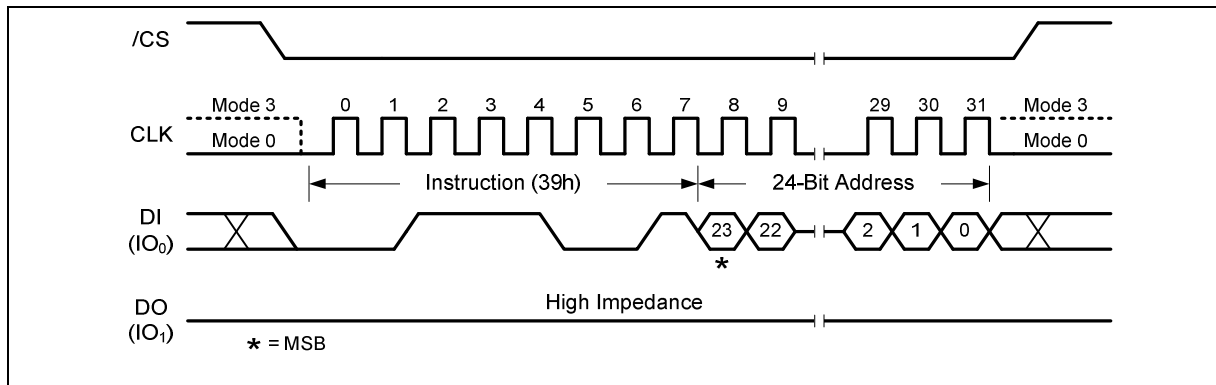 /CS
Mode 3 0 1 2 3 4 5 6 7 8 9 29 30 31 Mode 3
CLK Mode 0 Mode 0
Instruction (39h) 24-Bit Address
DI
(IO₀) 23 22 2 1 0
*
DO High Impedance
(IO₁)
* = MSB